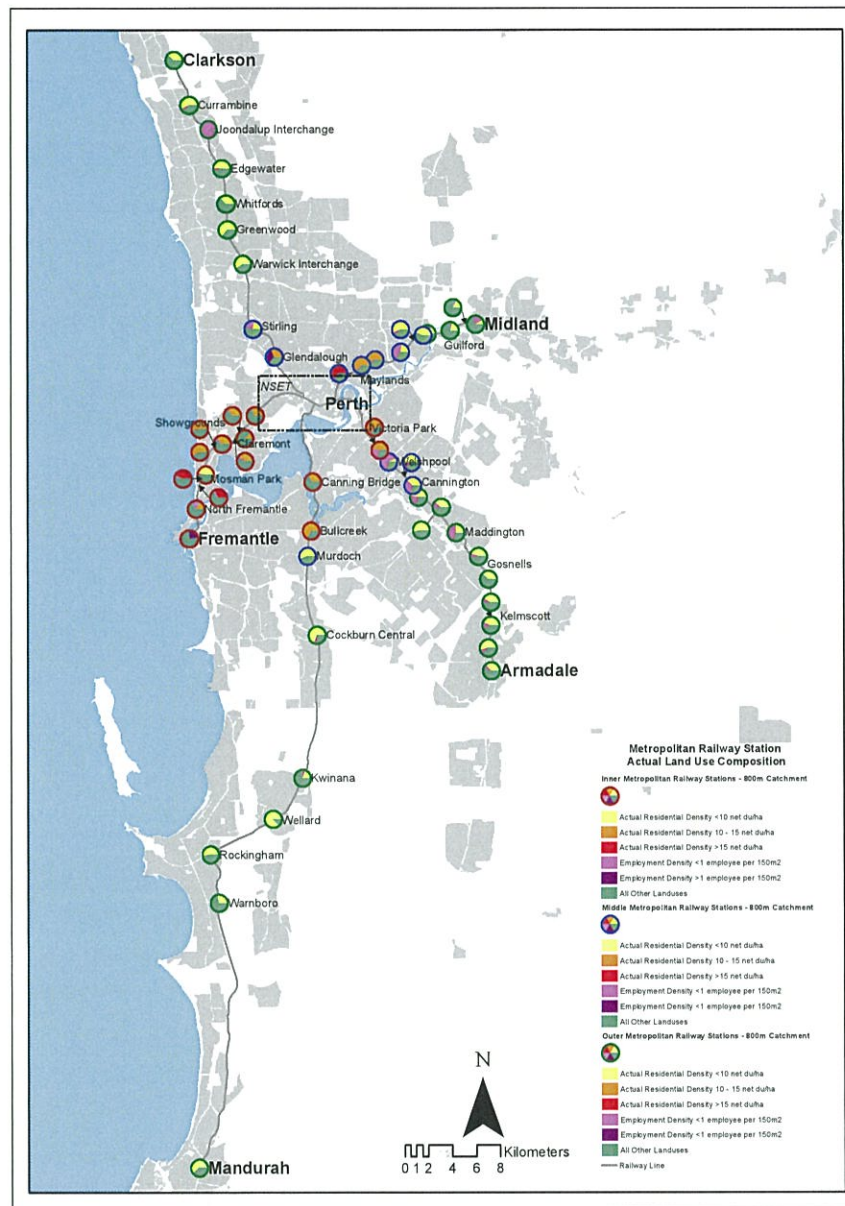 Clarkson
Currambine
Joondalup Interchange
Edgewater
Whitfords
Greenwood
Warwick Interchange
Stirling
Midland
Guilford
Glendalough
Maylands
NSET
Perth
Showgrounds
Victoria Park
Claremont
Welshpool
Mosman Park
Canning Bridge
Cannington
North Fremantle
Fremantle
Bullcreek
Maddington
Murdoch
Gosnells
Kelmscott
Cockburn Central
Armadale
Kwinana
Wellard
Rockingham
Warnboro
Mandurah
N
Kilometers
0 1 2 4 6 8
Metropolitan Railway Station
Actual Land Use Composition
Inner Metropolitan Railway Stations - 800m Catchment
Actual Residential Density <10 net du/ha
Actual Residential Density 10 - 15 net du/ha
Actual Residential Density >15 net du/ha
Employment Density <1 employee per 150m2
Employment Density >1 employee per 150m2
All Other Landuses
Middle Metropolitan Railway Stations - 800m Catchment
Actual Residential Density <10 net du/ha
Actual Residential Density 10 - 15 net du/ha
Actual Residential Density >15 net du/ha
Employment Density <1 employee per 150m2
Employment Density <1 employee per 150m2
All Other Landuses
Outer Metropolitan Railway Stations - 800m Catchment
Actual Residential Density <10 net du/ha
Actual Residential Density 10 - 15 net du/ha
Actual Residential Density >15 net du/ha
Employment Density <1 employee per 150m2
Employment Density <1 employee per 150m2
All Other Landuses
Railway Line